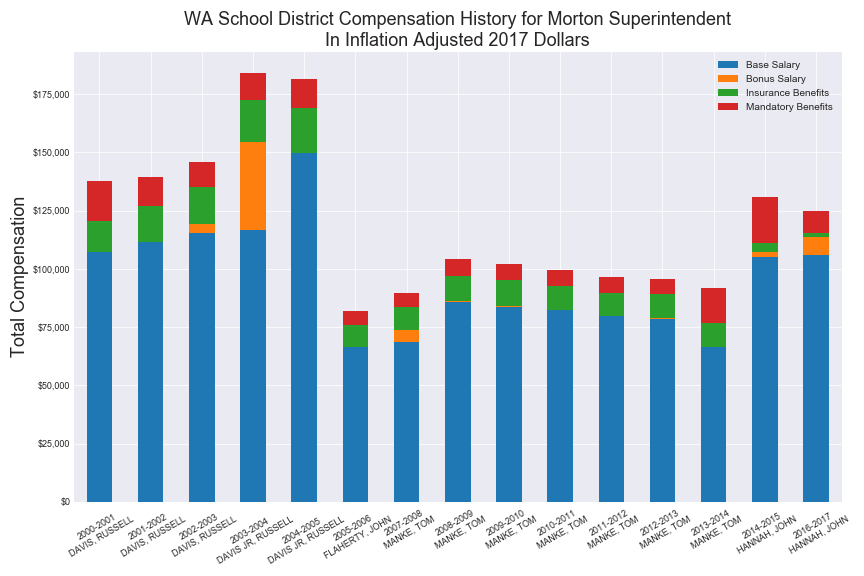 WA School District Compensation History for Morton Superintendent
In Inflation Adjusted 2017 Dollars
Base Salary
Bonus Salary
Insurance Benefits
Mandatory Benefits
Total Compensation
$175,000
$150,000
$125,000
$100,000
$75,000
$50,000
$25,000
$0
2000-2001
DAVIS, RUSSELL
2001-2002
DAVIS, RUSSELL
2002-2003
DAVIS, RUSSELL
2003-2004
DAVIS JR, RUSSELL
2004-2005
DAVIS JR, RUSSELL
2005-2006
FLAHERTY, JOHN
2007-2008
MANKE, TOM
2008-2009
MANKE, TOM
2009-2010
MANKE, TOM
2010-2011
MANKE, TOM
2011-2012
MANKE, TOM
2012-2013
MANKE, TOM
2013-2014
MANKE, TOM
2014-2015
HANNAH, JOHN
2016-2017
HANNAH, JOHN